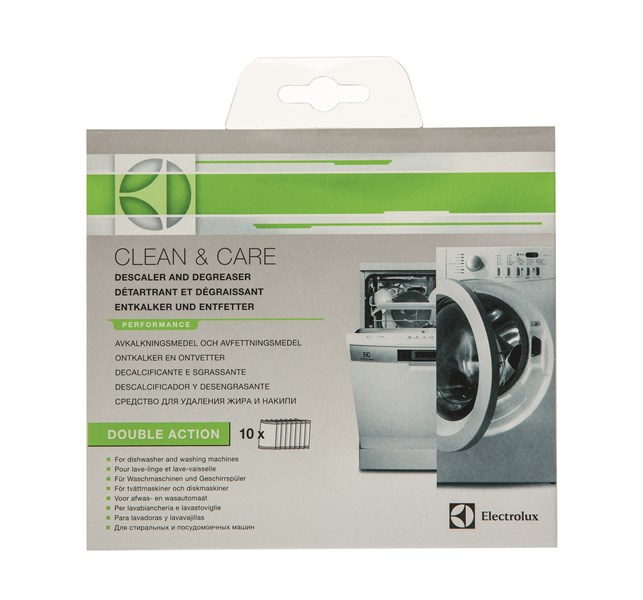 CLEAN & CARE
DESCALER AND DEGREASER
DÉTARTRANT ET DÉGRAISSANT
ENTKALKER UND ENTFETTER
PERFORMANCE
AVKALKNINGSMEDEL OCH AVFETTNINGSMEDEL
ONTKALKER EN ONTVETTER
DECALCIFICANTE E SGRASSANTE
DESCALCIFICADOR Y DESENGRASANTE
СРЕДСТВО ДЛЯ УДАЛЕНИЯ ЖИРА И НАКИПИ
DOUBLE ACTION 10 x
For dishwasher and washing machines
Pour lave-linge et lave-vaisselle
Für Waschmaschinen und Geschirrspüler
För tvättmaskiner och diskmaskiner
Voor afwas- en wasautomaat
Per lavabiancheria e lavastoviglie
Para lavadoras y lavavajillas
Для стиральных и посудомоечных машин
Electrolux